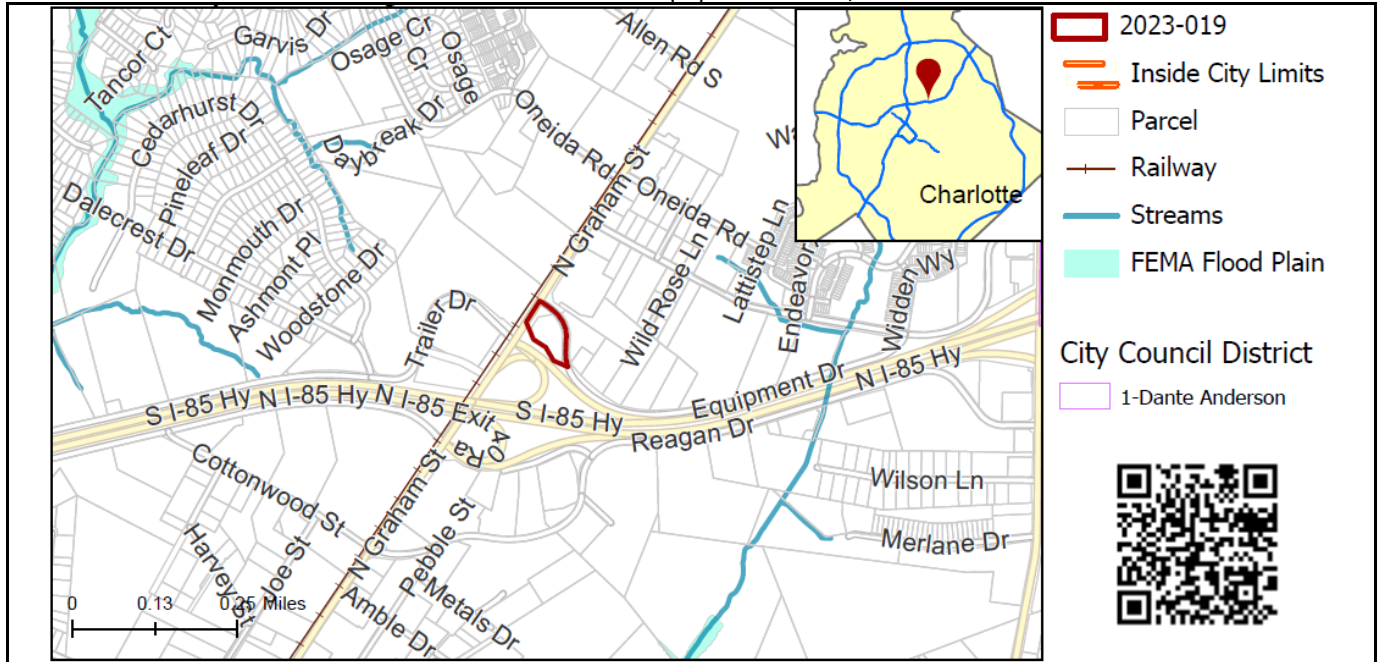 Tancor Ct
Garvis Dr
Osage Cr
Osage
Cr
Allen Rd S
Cedarhurst Dr
Pineleaf Dr
Daybreak Dr
Oneida Rd
Oneida Rd
N Graham St
Dalecrest Dr
Monmouth Dr
Ashmont Pl
Woodstone Dr
Trailer Dr
Wild Rose Ln
Lattistep Ln
Endeavor
Widden Wy
Charlotte
S I-85 Hy
N I-85 Hy
N I-85 Exit 40 Ra
S I-85 Hy
Equipment Dr
N I-85 Hy
Reagan Dr
Cottonwood St
Harvey St
Joe St
N Graham St
Pebble St
Metals Dr
Amble Dr
Wilson Ln
Merlane Dr
0 0.13 0.25 Miles
2023-019
Inside City Limits
Parcel
Railway
Streams
FEMA Flood Plain
City Council District
1-Dante Anderson